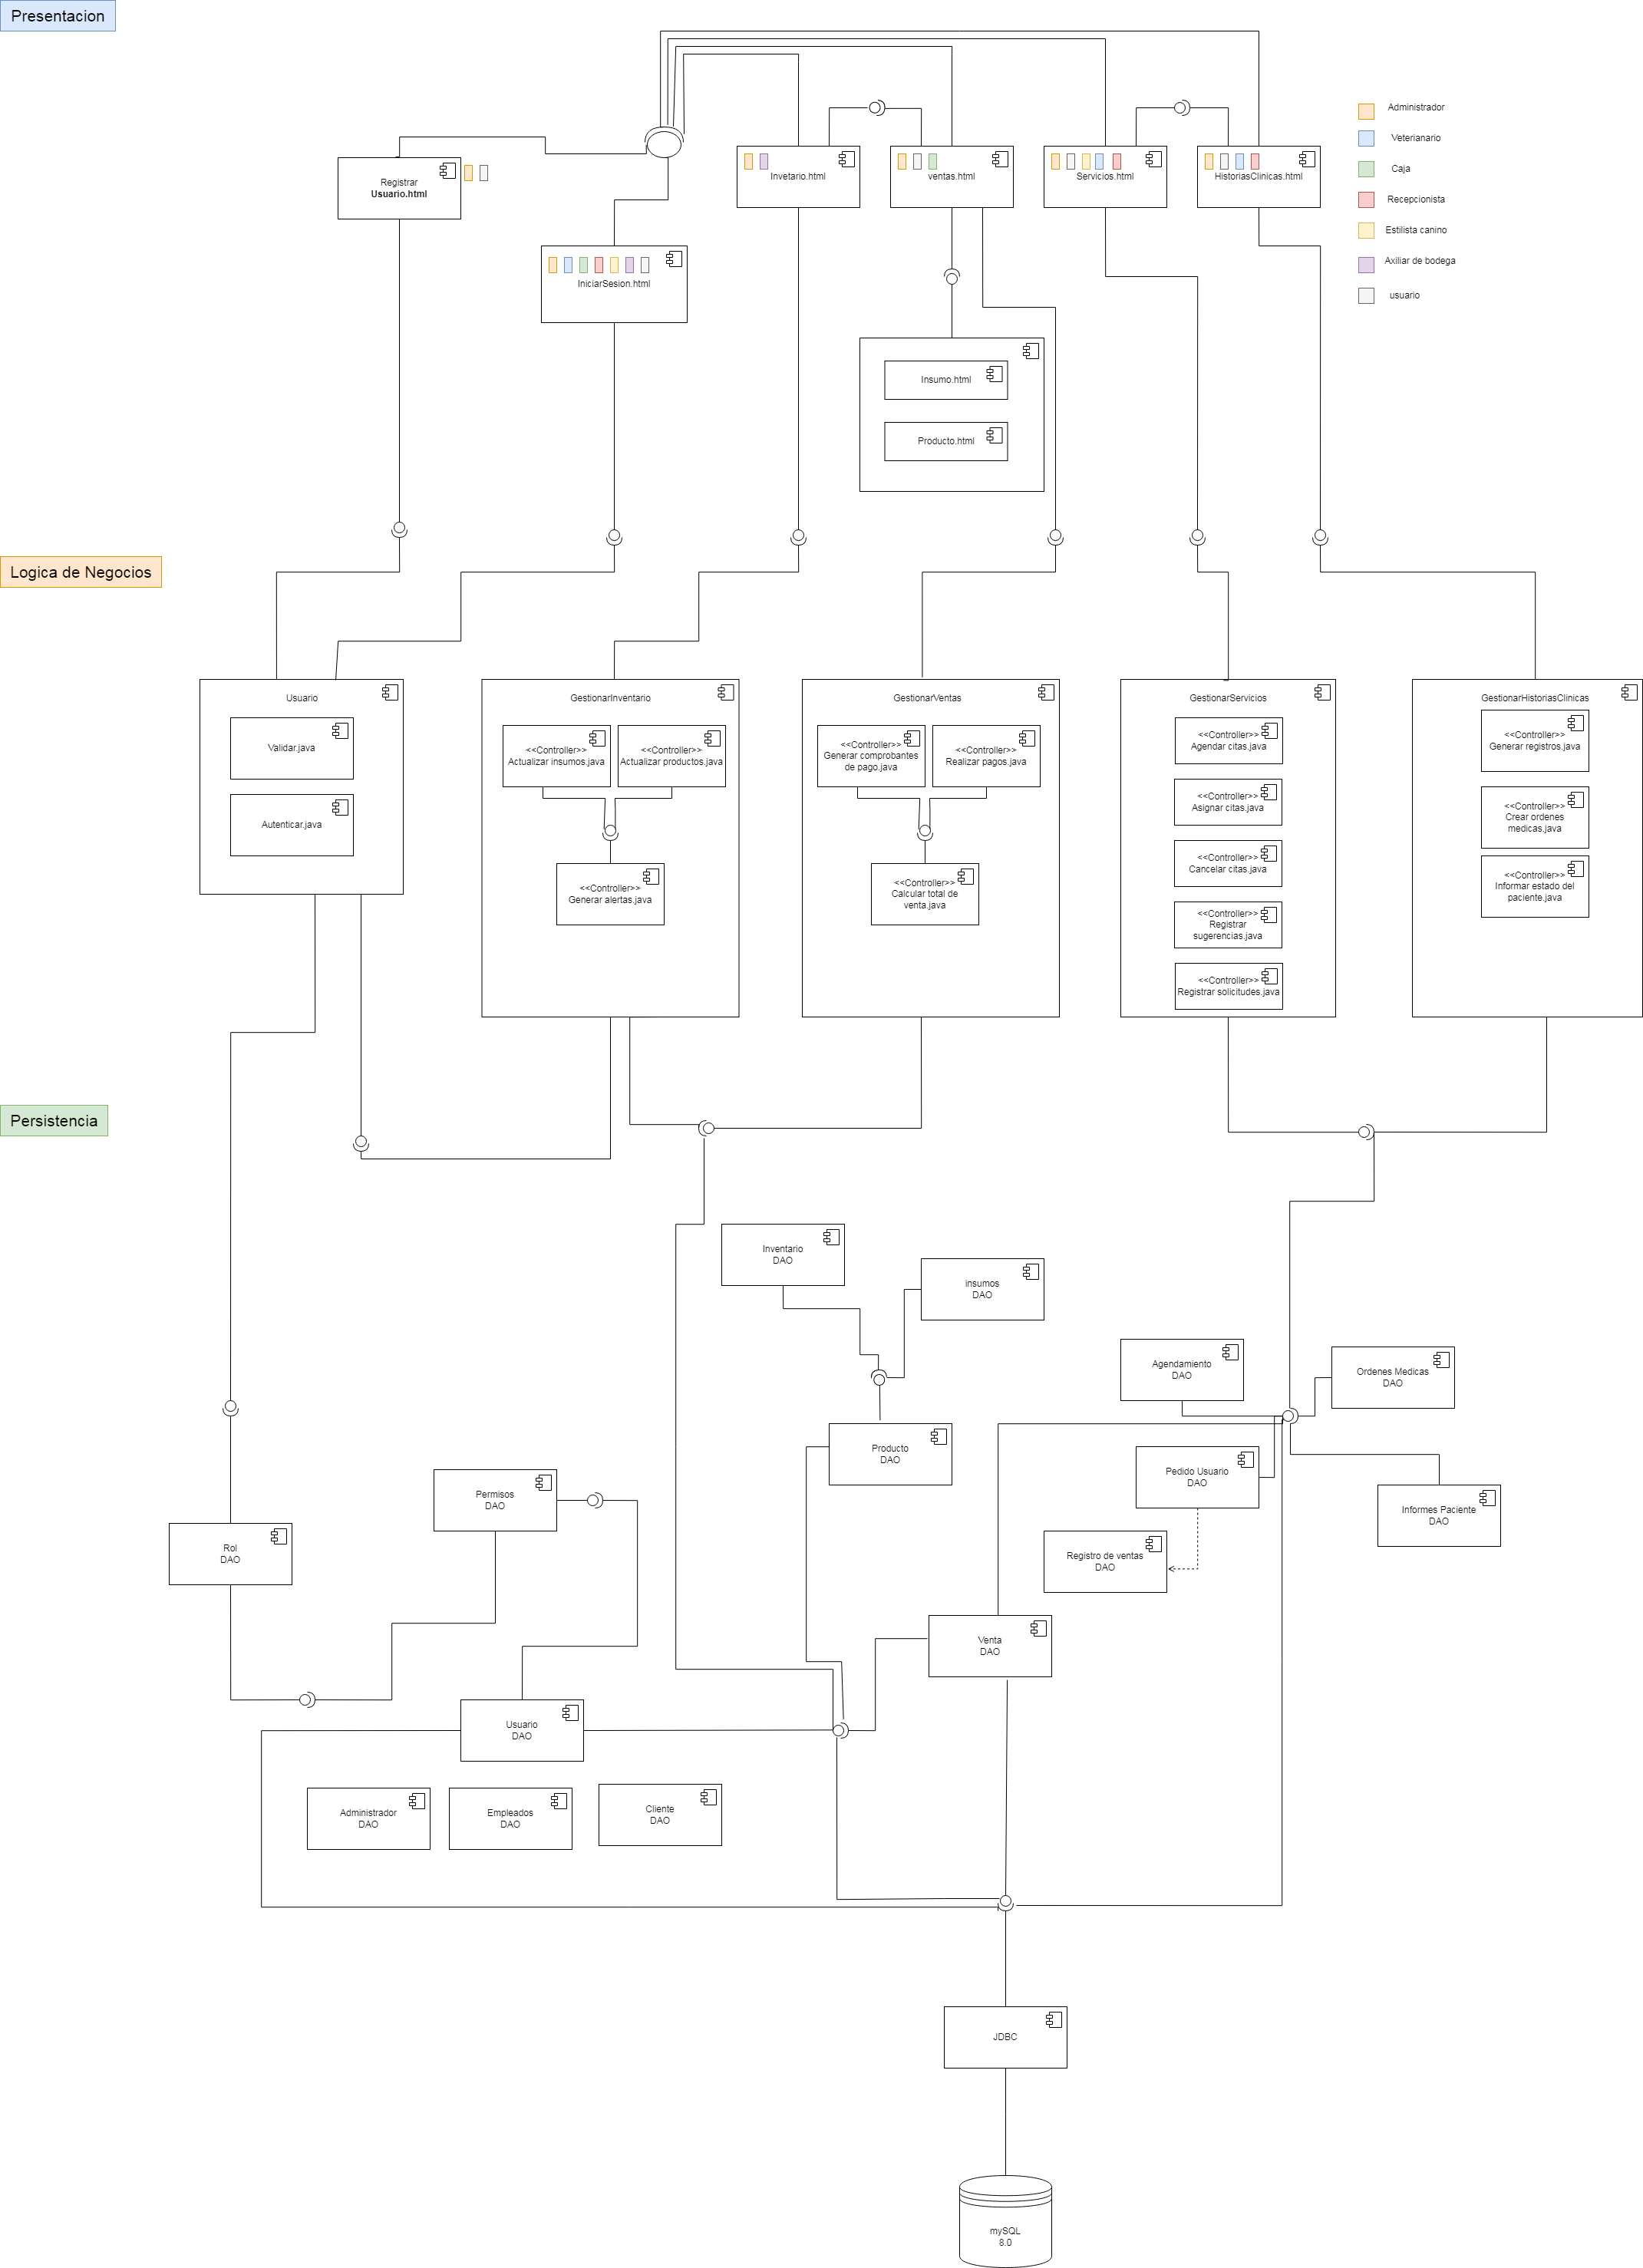 Presentacion
Administrador
Veterianario
Caja
Recepcionista
Estilista canino
Axiliar de bodega
usuario
Registrar
Usuario.html
Invetario.html
ventas.html
Servicios.html
HistoriasClinicas.html
IniciarSesion.html
Insumo.html
Producto.html
Logica de Negocios
Usuario
Validar.java
Autenticar.java
GestionarInventario
<<Controller>>
Actualizar insumos.java
<<Controller>>
Actualizar productos.java
<<Controller>>
Generar alertas.java
GestionarVentas
<<Controller>>
Generar comprobantes
de pago.java
<<Controller>>
Realizar pagos.java
<<Controller>>
Calcular total de
venta.java
GestionarServicios
<<Controller>>
Agendar citas.java
<<Controller>>
Asignar citas.java
<<Controller>>
Cancelar citas.java
<<Controller>>
Registrar
sugerencias.java
<<Controller>>
Registrar solicitudes.java
GestionarHistoriasClinicas
<<Controller>>
Generar registros.java
<<Controller>>
Crear ordenes
medicas.java
<<Controller>>
Informar estado del
paciente.java
Persistencia
Inventario
DAO
insumos
DAO
Agendamiento
DAO
Ordenes Medicas
DAO
Producto
DAO
Pedido Usuario
DAO
Permisos
DAO
Informes Paciente
DAO
Rol
DAO
Registro de ventas
DAO
Venta
DAO
Usuario
DAO
Administrador
DAO
Empleados
DAO
Cliente
DAO
JDBC
mySQL
8.0